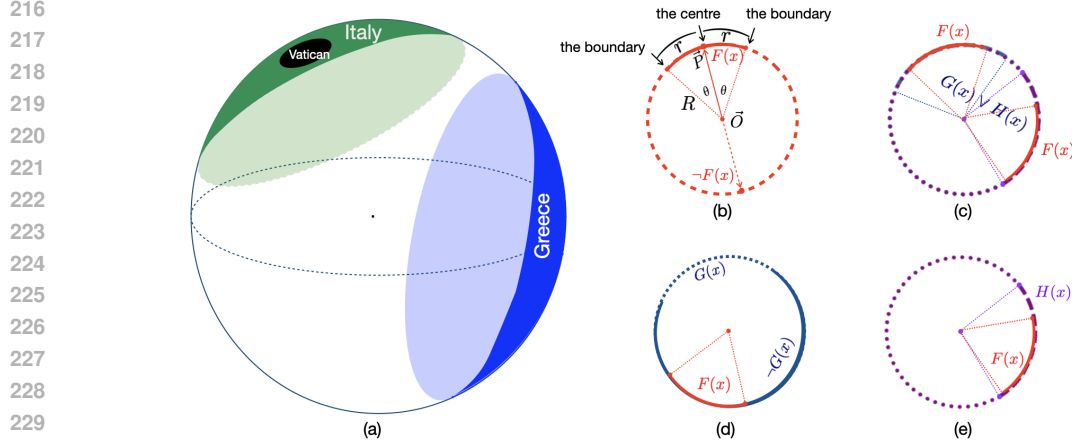 216
217
218
219
220
221
222
223
224
225
226
227
228
229
Italy
Vatican
Greece
(a)
the centre
the boundary
the boundary
r
r
P⃗
F(x)
θ
θ
R
O⃗
¬F(x)
(b)
F(x)
G(x) ∨ H(x)
F(x)
(c)
G(x)
¬G(x)
F(x)
(d)
H(x)
F(x)
(e)